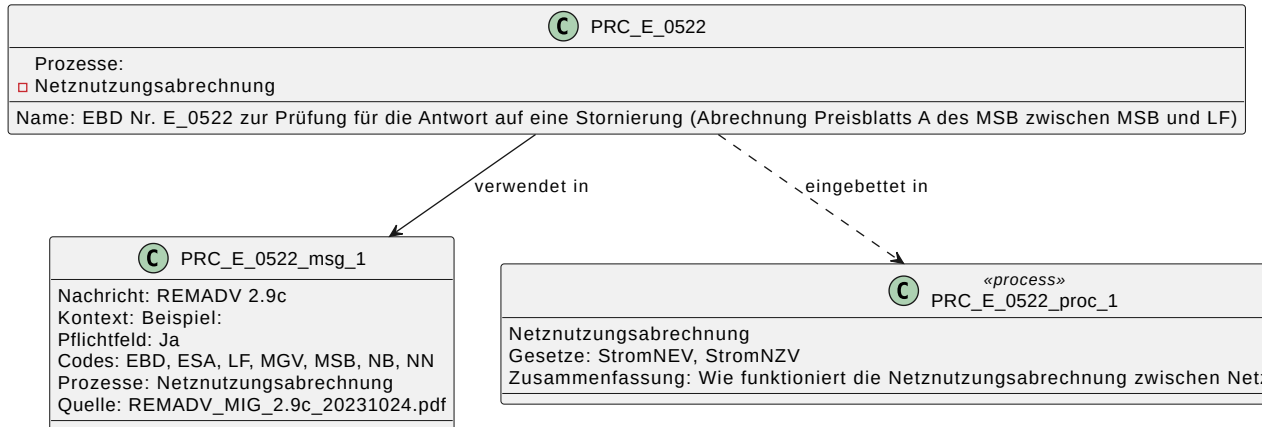 C PRC_E_0522
Prozesse:
Netznutzungsabrechnung
Name: EBD Nr. E_0522 zur Prüfung für die Antwort auf eine Stornierung (Abrechnung Preisblatts A des MSB zwischen MSB und LF)
verwendet in
eingebettet in
C PRC_E_0522_msg_1
Nachricht: REMADV 2.9c
Kontext: Beispiel:
Pflichtfeld: Ja
Codes: EBD, ESA, LF, MGV, MSB, NB, NN
Prozesse: Netznutzungsabrechnung
Quelle: REMADV_MIG_2.9c_20231024.pdf
«process»
C PRC_E_0522_proc_1
Netznutzungsabrechnung
Gesetze: StromNEV, StromNZV
Zusammenfassung: Wie funktioniert die Netznutzungsabrechnung zwischen